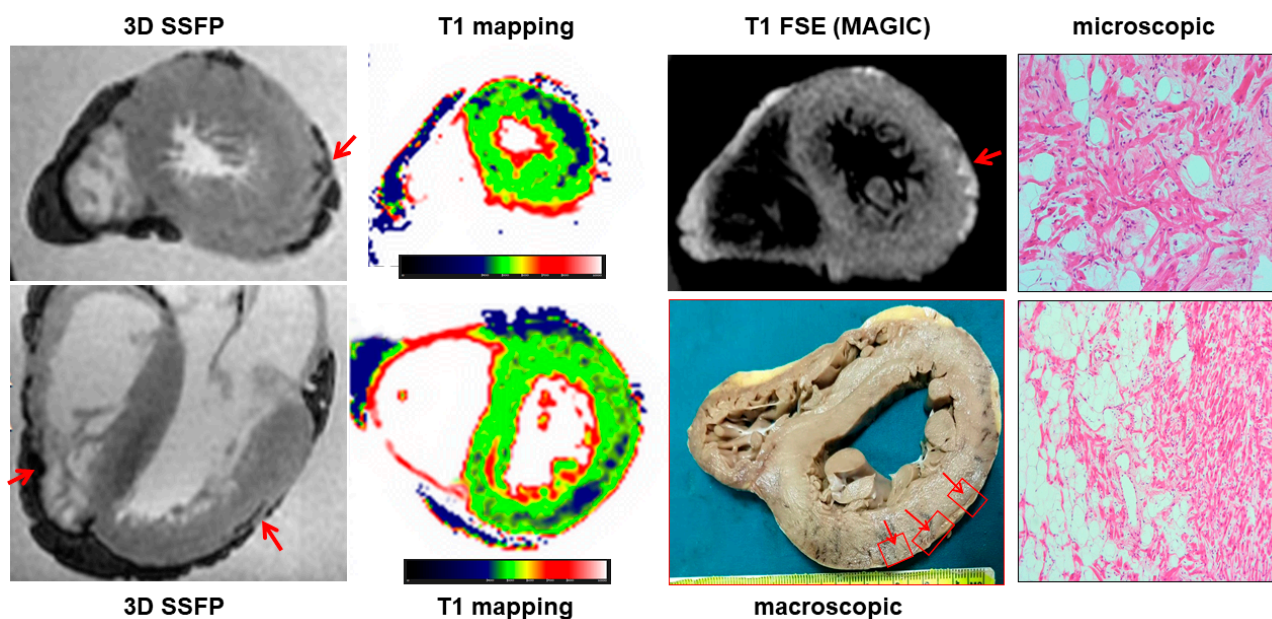 3D SSFP
T1 mapping
T1 FSE (MAGIC)
microscopic
3D SSFP
T1 mapping
macroscopic